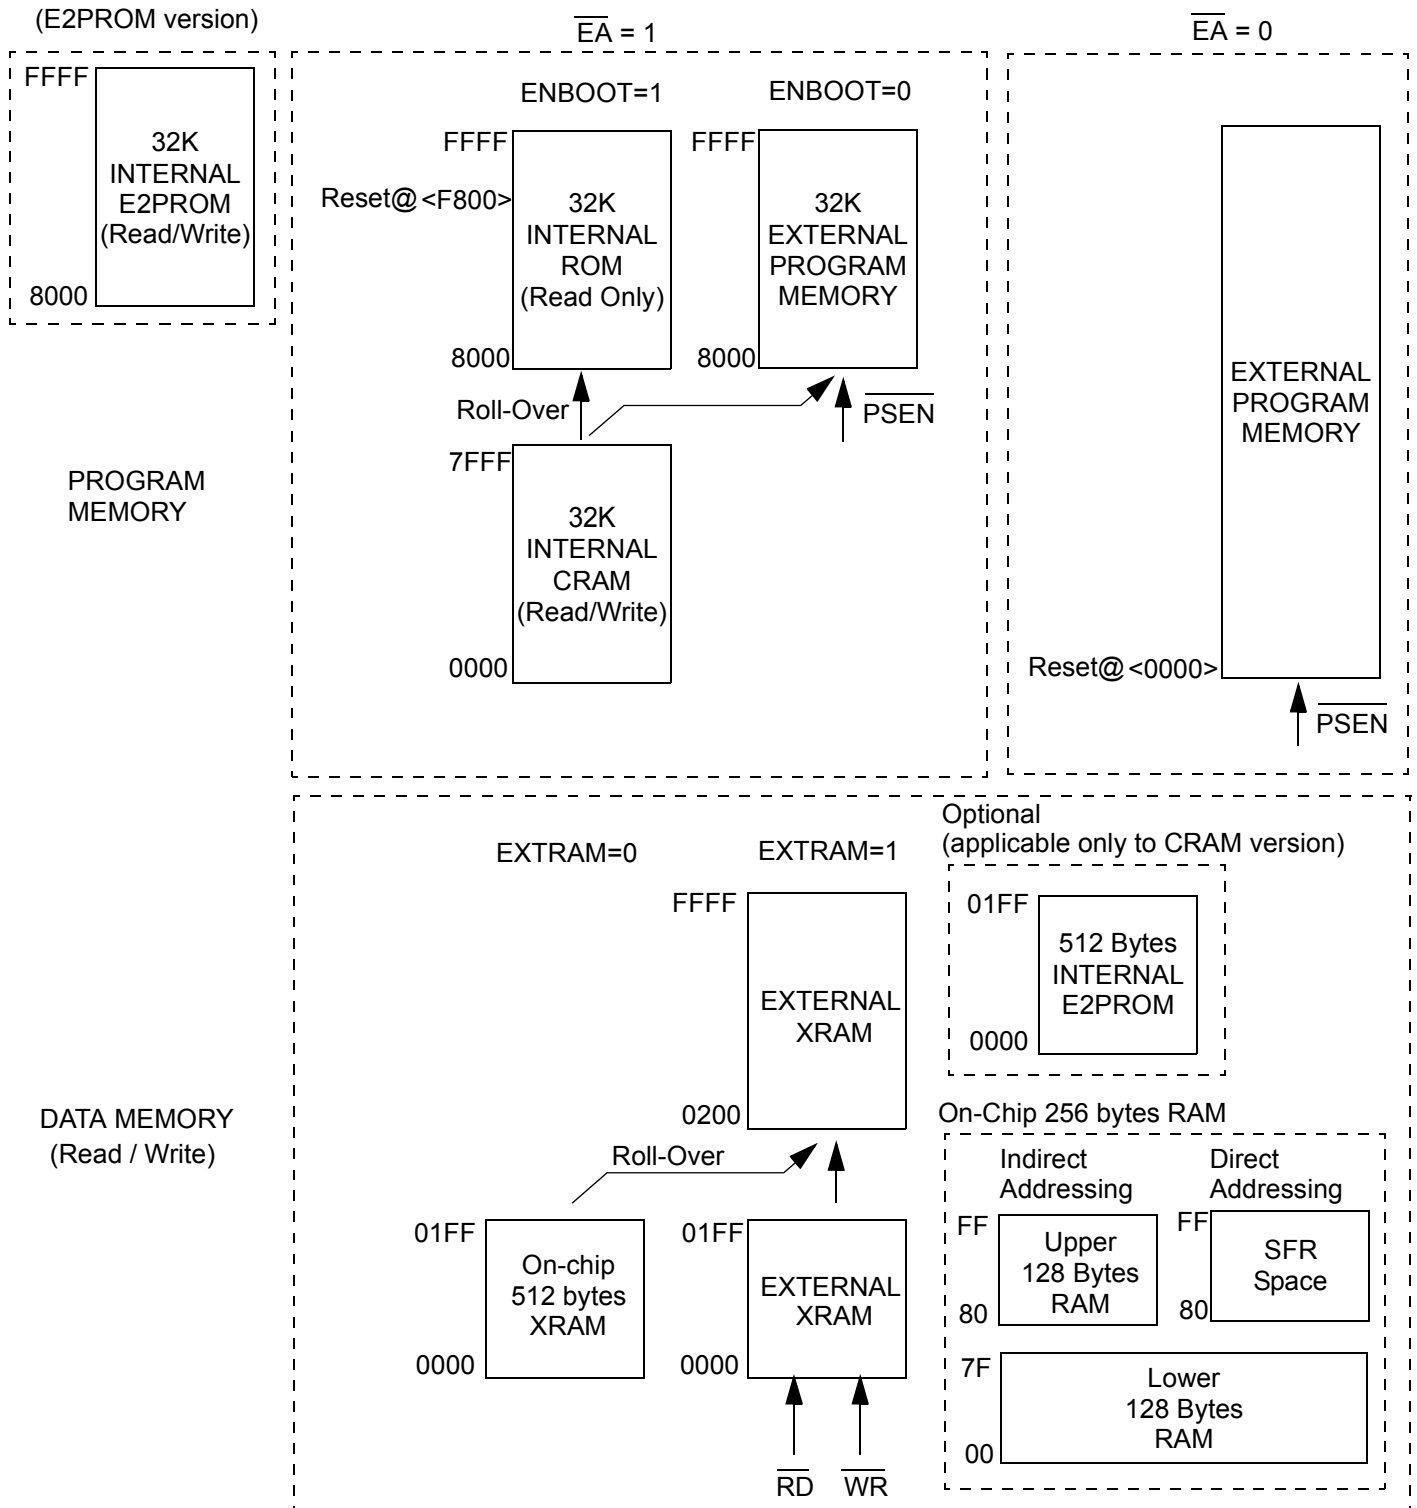 (E2PROM version)
FFFF
32K
INTERNAL
E2PROM
(Read/Write)
8000
EA = 1
ENBOOT=1
ENBOOT=0
FFFF
Reset@ <F800>
32K
INTERNAL
ROM
(Read Only)
8000
FFFF
32K
EXTERNAL
PROGRAM
MEMORY
8000
Roll-Over
PSEN
7FFF
32K
INTERNAL
CRAM
(Read/Write)
0000
EA = 0
EXTERNAL
PROGRAM
MEMORY
Reset@ <0000>
PSEN
PROGRAM
MEMORY
DATA MEMORY
(Read / Write)
EXTRAM=0
EXTRAM=1
FFFF
EXTERNAL
XRAM
0200
Roll-Over
01FF
On-chip
512 bytes
XRAM
0000
01FF
EXTERNAL
XRAM
0000
RD
WR
Optional
(applicable only to CRAM version)
01FF
512 Bytes
INTERNAL
E2PROM
0000
On-Chip 256 bytes RAM
Indirect
Addressing
Direct
Addressing
FF
Upper
128 Bytes
RAM
80
FF
SFR
Space
80
7F
Lower
128 Bytes
RAM
00